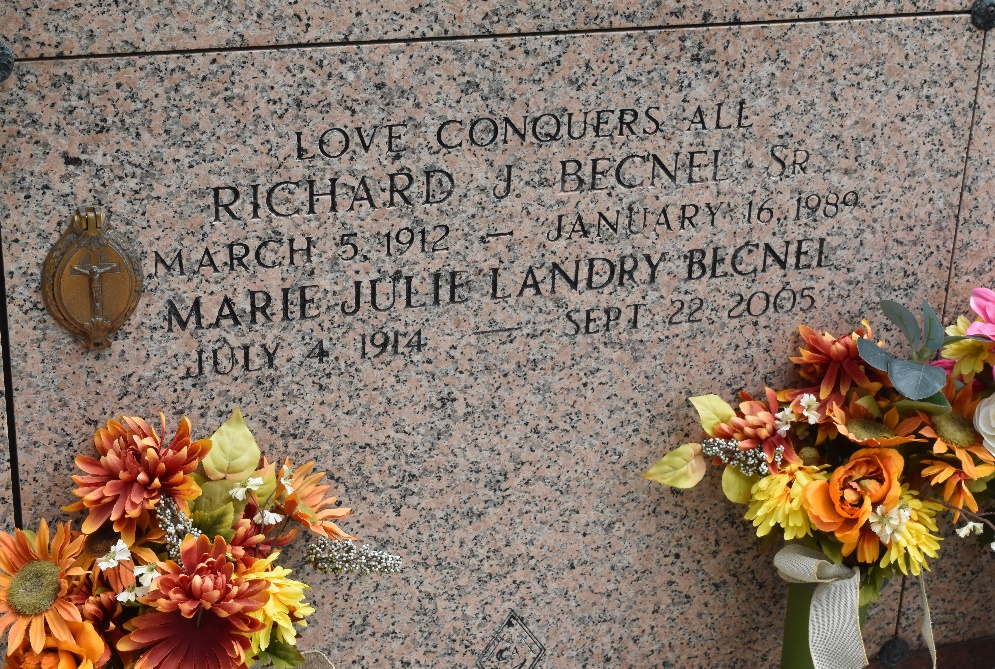 LOVE CONQUERS ALL
RICHARD J BECNEL SR
MARCH 5, 1912 — JANUARY 16, 1989
MARIE JULIE LANDRY BECNEL
JULY 4 1914 — SEPT 22 2005